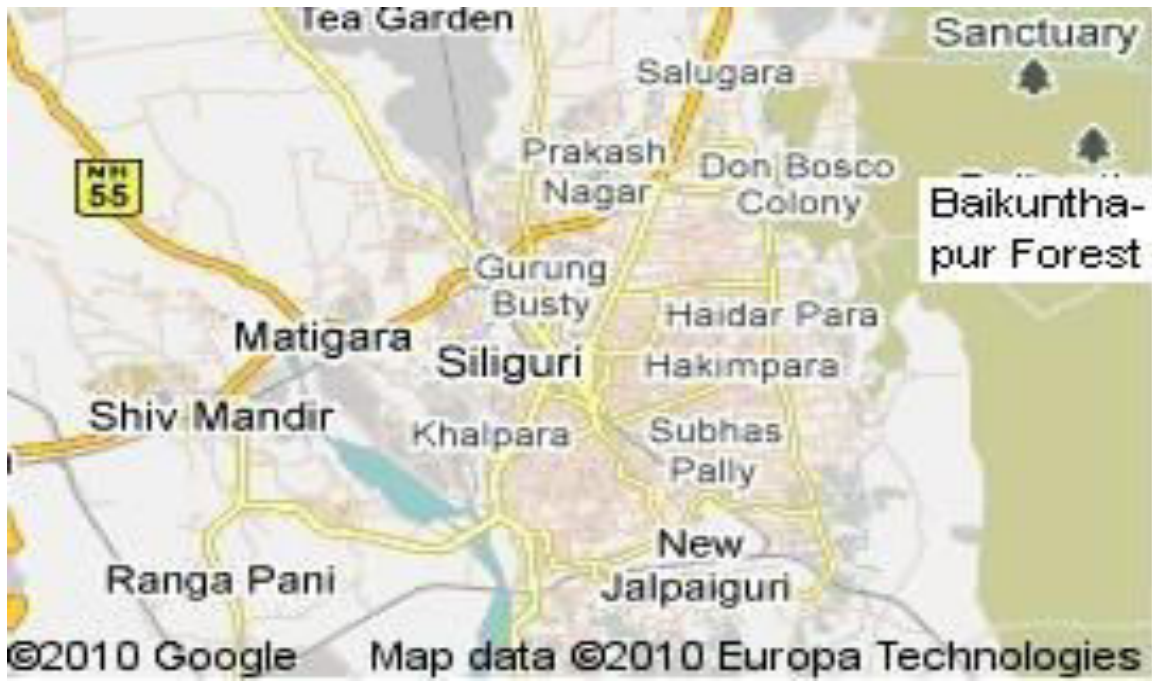 Tea Garden
Sanctuary
Salugara
Prakash
Nagar
Don Bosco
Colony
NH
55
Baikuntha-
pur Forest
Gurung
Busty
Haidar Para
Matigara
Siliguri
Hakimpara
Shiv Mandir
Khalpara
Subhas
Pally
New
Jalpaiguri
Ranga Pani
©2010 Google
Map data ©2010 Europa Technologies